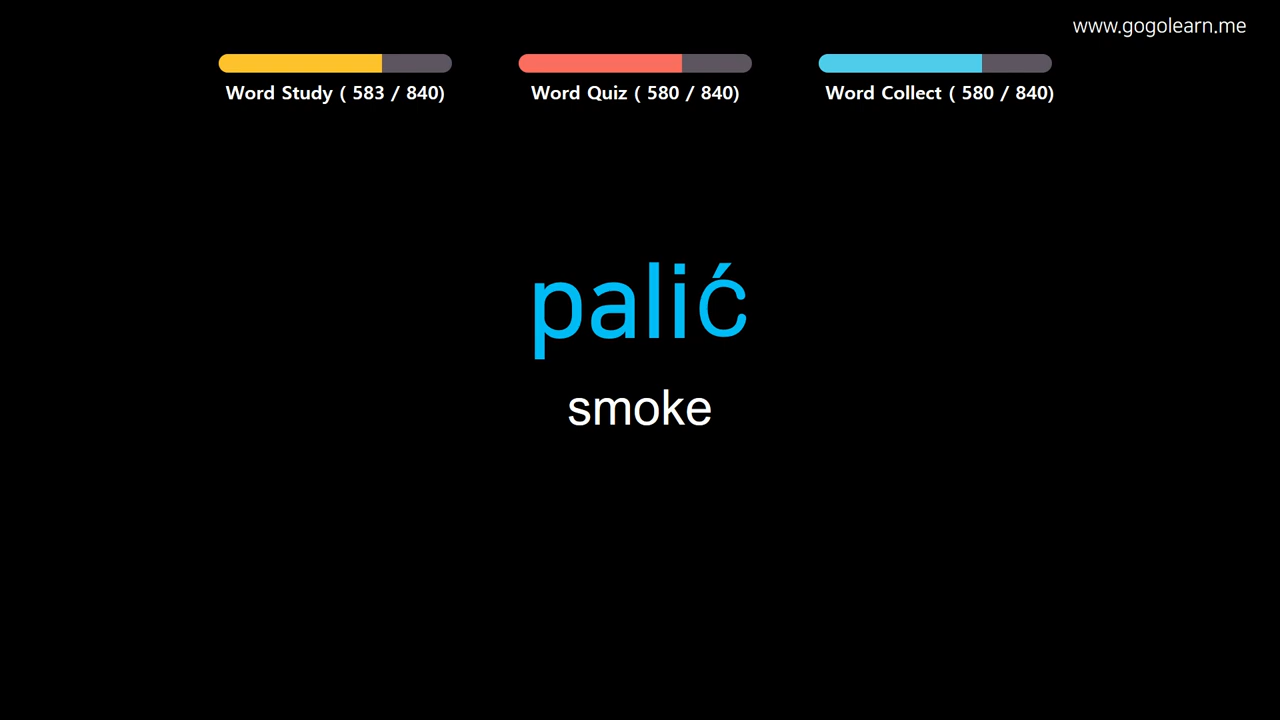 www.gogolearn.me
Word Study ( 583 / 840)
Word Quiz ( 580 / 840)
Word Collect ( 580 / 840)
palić
smoke